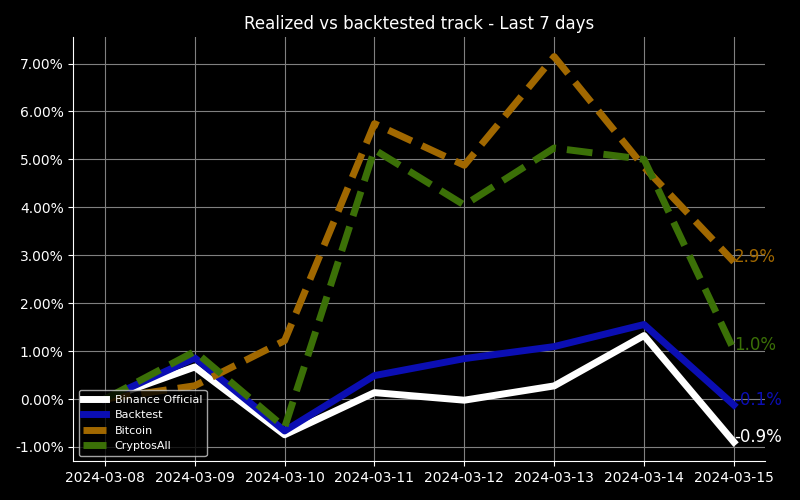 Realized vs backtested track - Last 7 days
7.00%
6.00%
5.00%
4.00%
3.00%
2.00%
1.00%
0.00%
-1.00%
2.9%
1.0%
-0.1%
-0.9%
Binance Official
Backtest
Bitcoin
CryptosAll
2024-03-08 2024-03-09 2024-03-10 2024-03-11 2024-03-12 2024-03-13 2024-03-14 2024-03-15